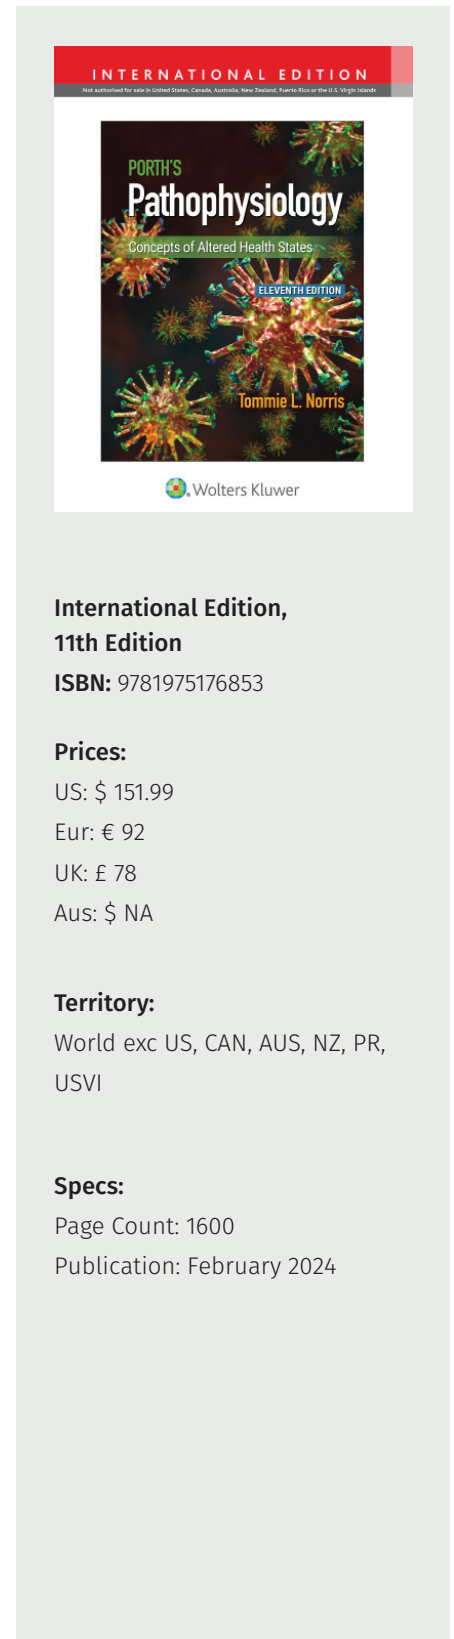 INTERNATIONAL EDITION
Not authorised for sale in United States, Canada, Australia, New Zealand, Puerto Rico or the U.S. Virgin Islands
PORTH'S
Pathophysiology
Concepts of Altered Health States
ELEVENTH EDITION
Tommie L. Norris
Wolters Kluwer
International Edition,
11th Edition
ISBN: 9781975176853
Prices:
US: $ 151.99
Eur: € 92
UK: £ 78
Aus: $ NA
Territory:
World exc US, CAN, AUS, NZ, PR,
USVI
Specs:
Page Count: 1600
Publication: February 2024